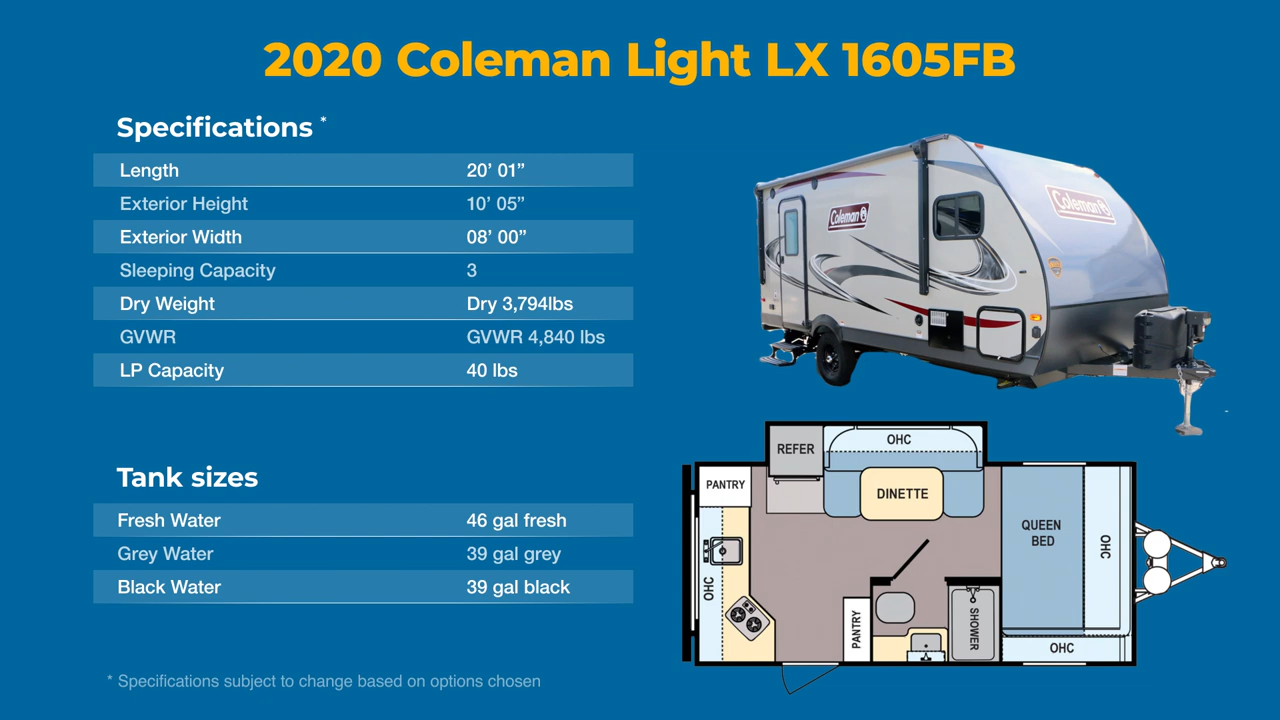 2020 Coleman Light LX 1605FB
Specifications *
Length 20’ 01”
Exterior Height 10’ 05”
Exterior Width 08’ 00”
Sleeping Capacity 3
Dry Weight Dry 3,794lbs
GVWR GVWR 4,840 lbs
LP Capacity 40 lbs
Coleman
Coleman
Tank sizes
Fresh Water 46 gal fresh
Grey Water 39 gal grey
Black Water 39 gal black
REFER
OHC
PANTRY
DINETTE
QUEEN
BED
OHC
OHC
PANTRY
SHOWER
OHC
* Specifications subject to change based on options chosen